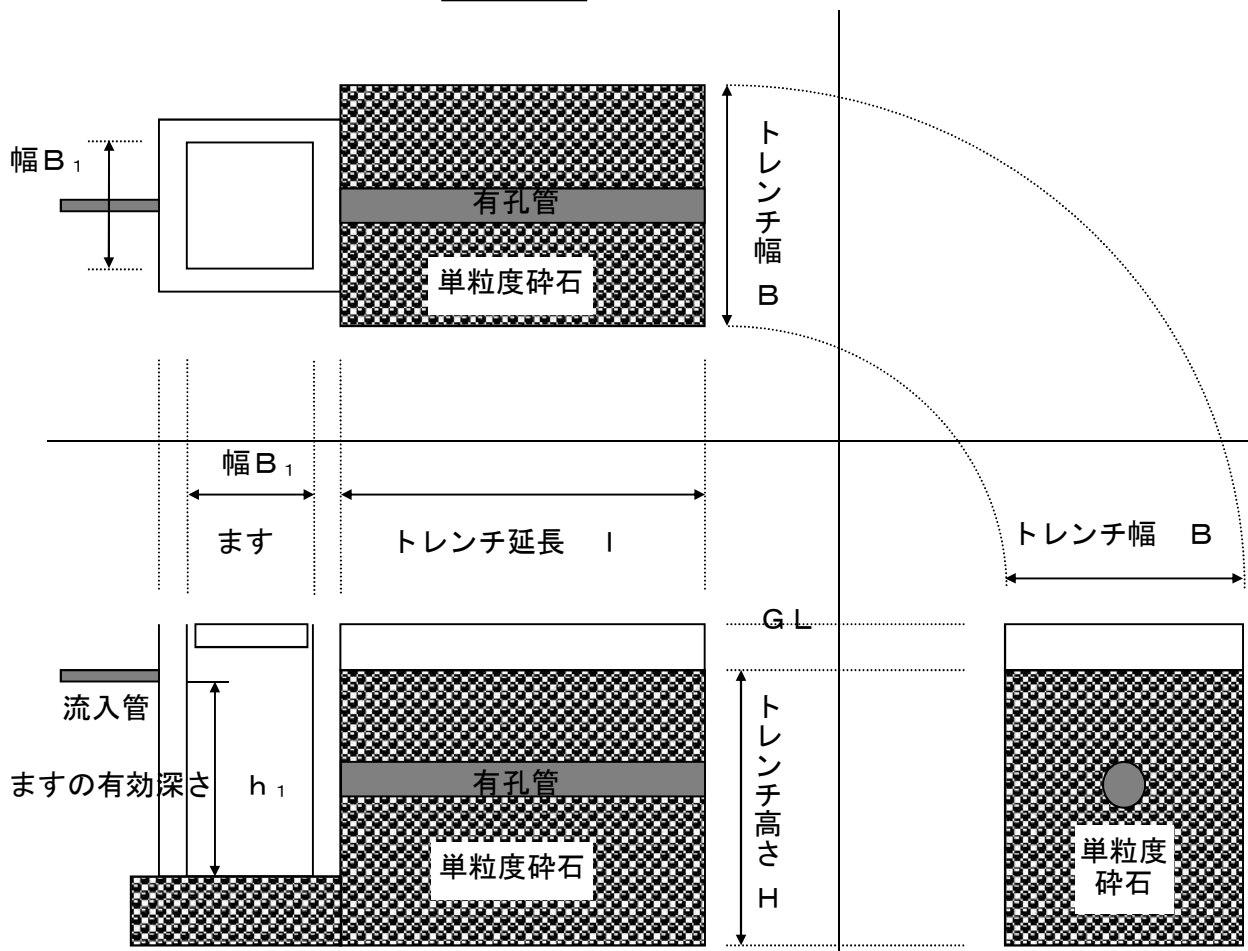 幅B₁
有孔管
単粒度砕石
トレンチ幅 B
幅B₁
ます
トレンチ延長 l
トレンチ幅 B
GL
流入管
ますの有効深さ h₁
有孔管
単粒度砕石
トレンチ高さ H
単粒度
砕石